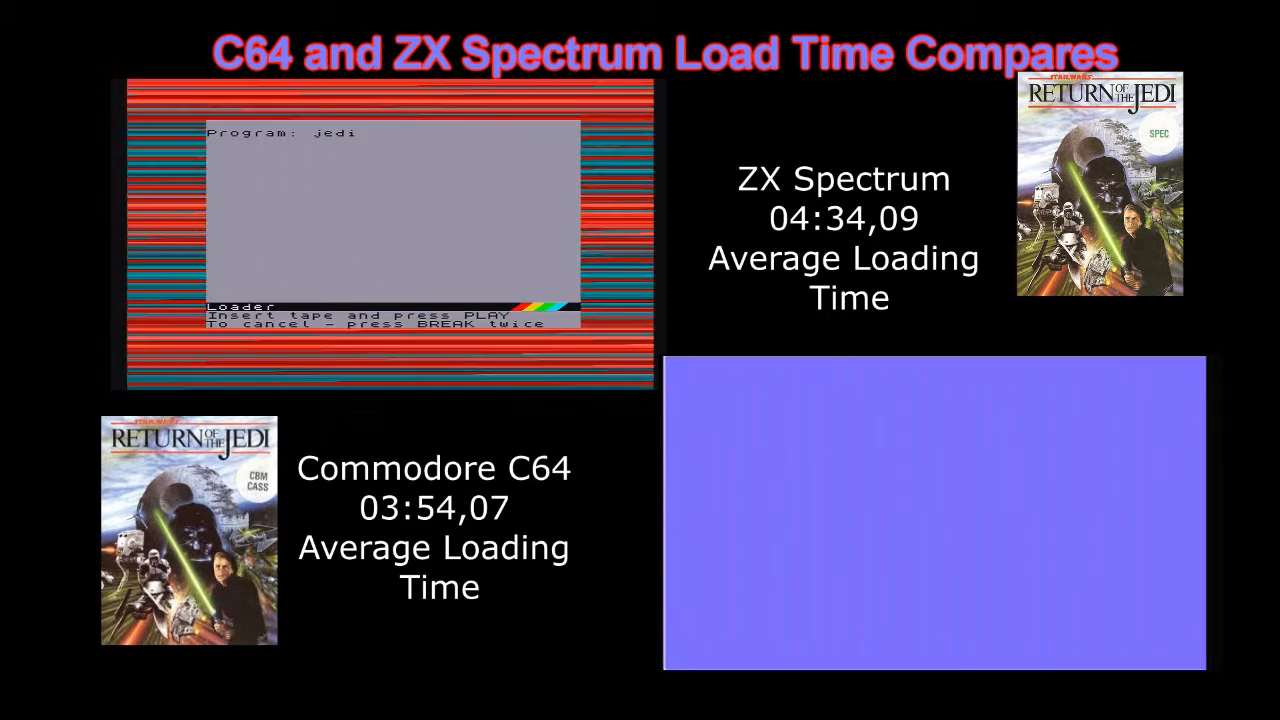 C64 and ZX Spectrum Load Time Compares
Program: jedi
Loader
Insert tape and press PLAY
To cancel - press BREAK twice
ZX Spectrum
04:34,09
Average Loading
Time
STAR WARS
RETURN OF THE JEDI
SPEC
STAR WARS
RETURN OF THE JEDI
CBM
CASS
Commodore C64
03:54,07
Average Loading
Time